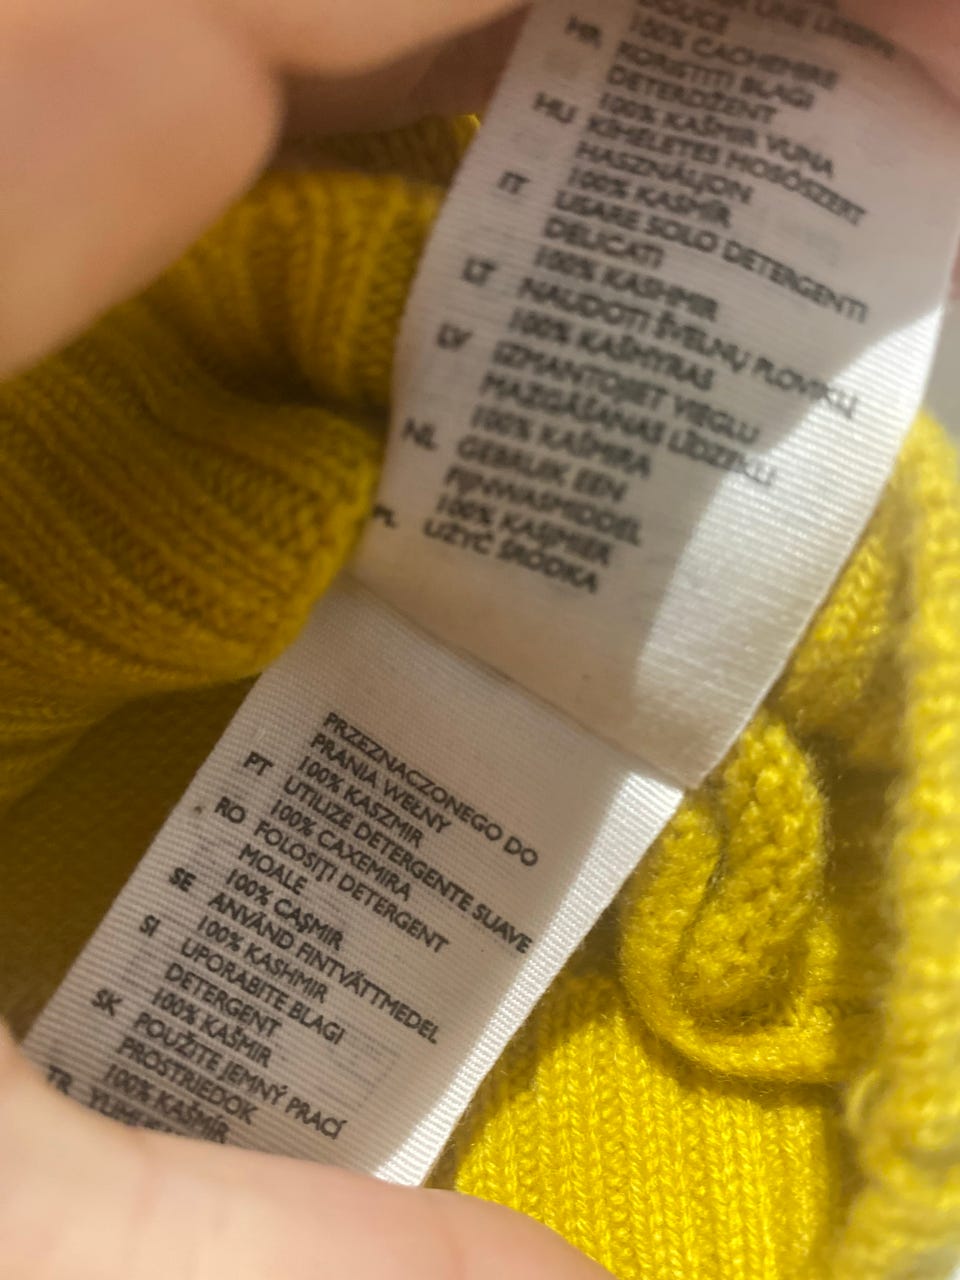 DOUCE
100% CACHEMIRE
HR KORISTITI BLAGI
DETERDŽENT
100% KAŠMIR VUNA
HU KÍMÉLETES MOSÓSZERT
HASZNÁLJON
100% KASMÍR
IT USARE SOLO DETERGENTI
DELICATI
100% KASHMIR
LT NAUDOTI ŠVELNŲ PLOVIKLĮ
100% KAŠMYRAS
LV IZMANTOJIET VIEGLU
MAZGĀŠANAS LĪDZEKLI
100% KAŠMIRA
NL GEBRUIK EEN
FIJNWASMIDDEL
100% KASJMIER
PL UŻYĆ ŚRODKA
PRZEZNACZONEGO DO
PRANIA WEŁNY
100% KASZMIR
PT UTILIZE DETERGENTE SUAVE
100% CAXEMIRA
RO FOLOSIȚI DETERGENT
MOALE
100% CAȘMIR
SE ANVÄND FINTVÄTTMEDEL
100% KASHMIR
SI UPORABITE BLAGI
DETERGENT
100% KAŠMIR
SK POUŽITE JEMNÝ PRACÍ
PROSTRIEDOK
100% KAŠMÍR
TR